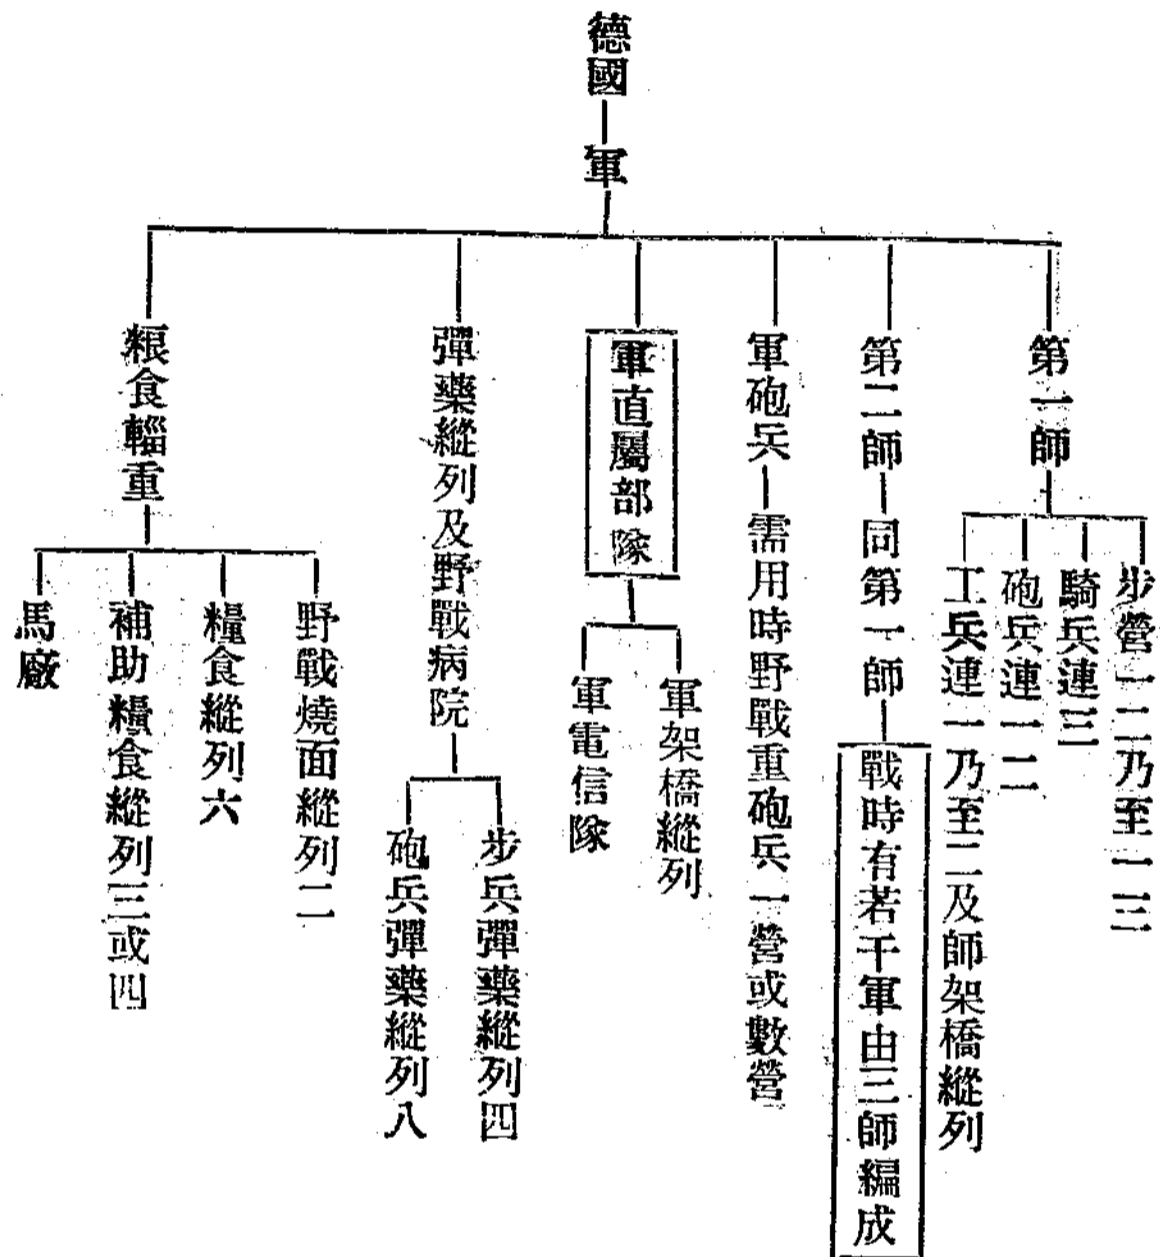 德國
軍
第一師
步營一二乃至一三
騎兵連三
砲兵連一二
工兵連一乃至二及師架橋縱列
第二師
同第一師
戰時有若干軍由三師編成
軍砲兵
需用時野戰重砲兵一營或數營
軍直屬部隊
軍架橋縱列
軍電信隊
彈藥縱列及野戰病院
步兵彈藥縱列四
砲兵彈藥縱列八
粮食輜重
野戰燒面縱列二
糧食縱列六
補助糧食縱列三或四
馬廠